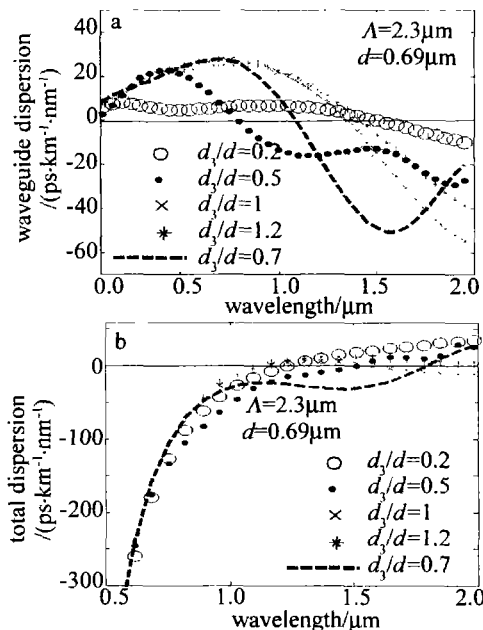 a
Λ=2.3μm
d=0.69μm
waveguide dispersion
/(ps·km⁻¹·nm⁻¹)
40
20
0
-20
-40
-60
d₃/d=0.2
d₃/d=0.5
d₃/d=1
d₃/d=1.2
d₃/d=0.7
0.0
0.5
1.0
1.5
2.0
wavelength/μm
b
total dispersion
/(ps·km⁻¹·nm⁻¹)
0
-100
-200
-300
Λ=2.3μm
d=0.69μm
d₃/d=0.2
d₃/d=0.5
d₃/d=1
d₃/d=1.2
d₃/d=0.7
0.5
1.0
1.5
2.0
wavelength/μm